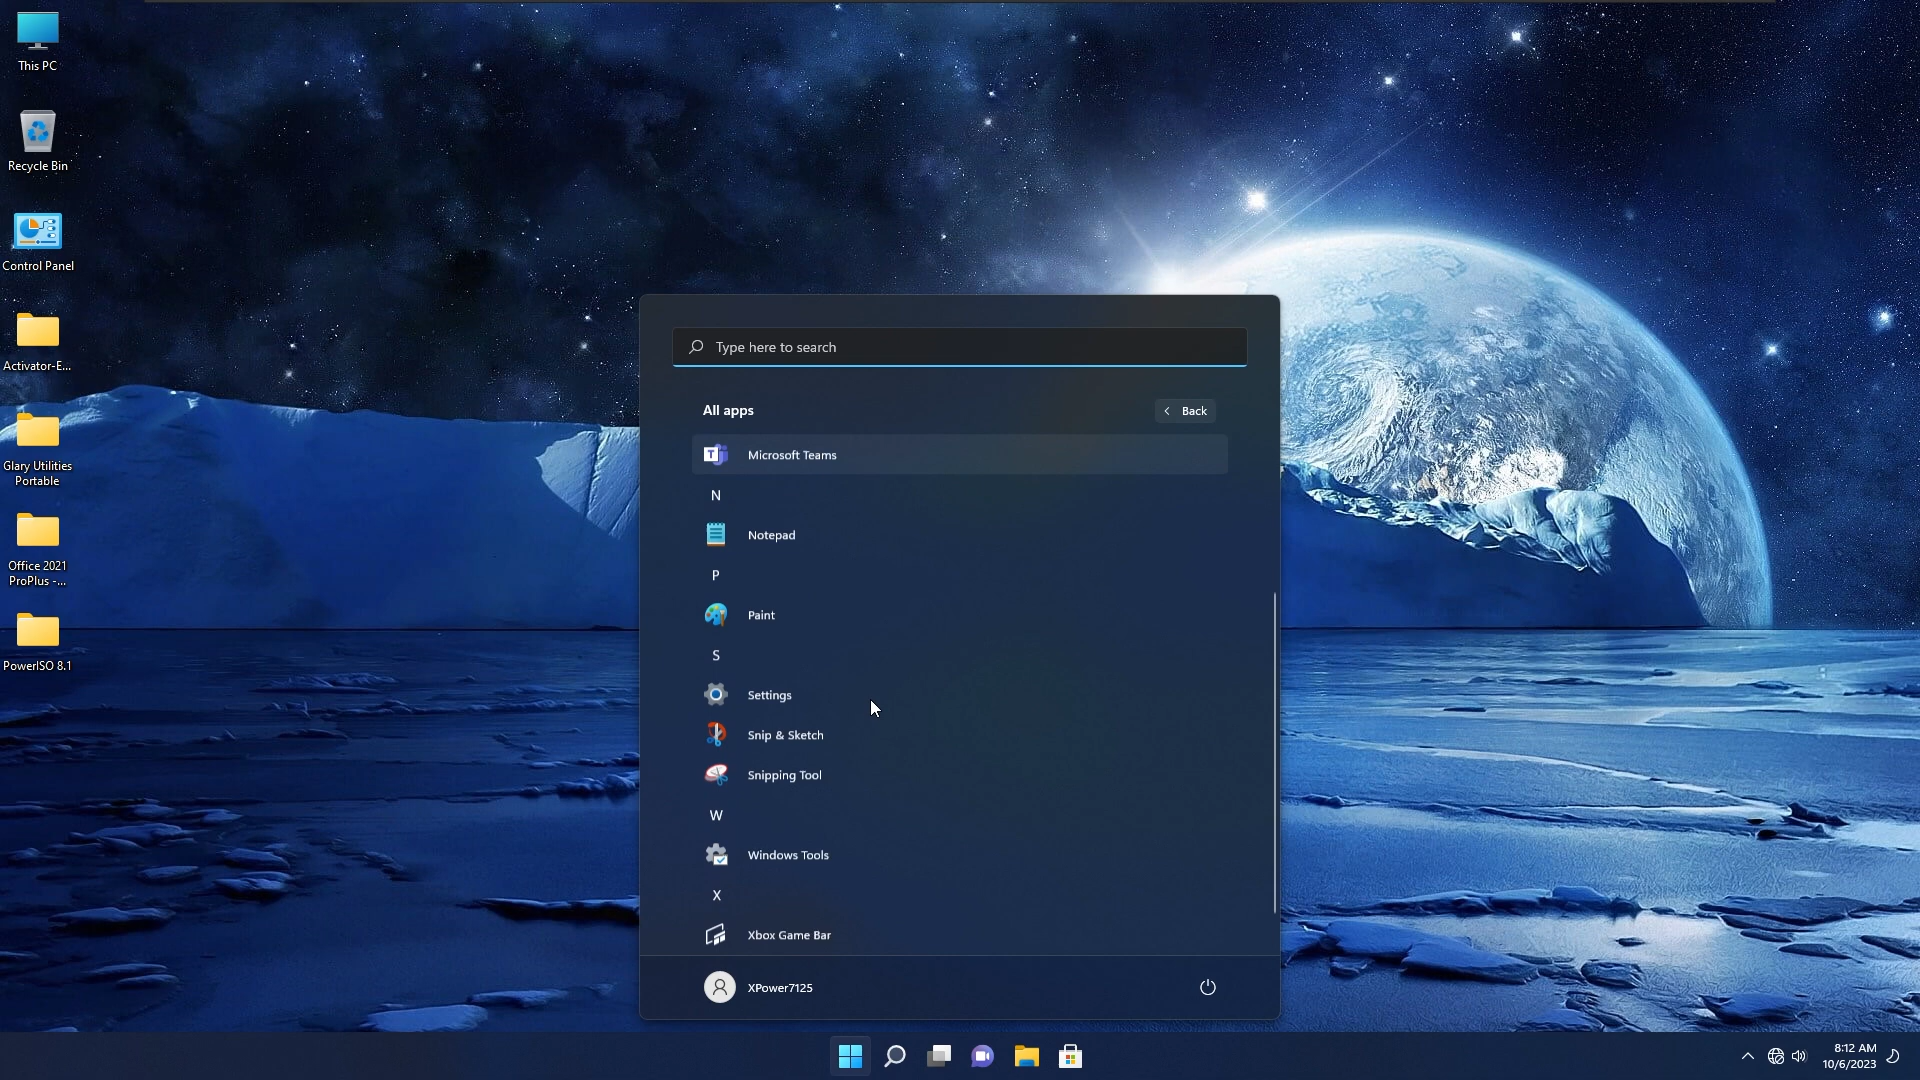 This PC
Recycle Bin
Control Panel
Activator-E...
Glary Utilities
Portable
Office 2021
ProPlus -...
PowerISO 8.1
Type here to search
All apps
Back
Microsoft Teams
N
Notepad
P
Paint
S
Settings
Snip & Sketch
Snipping Tool
W
Windows Tools
X
Xbox Game Bar
XPower7125
8:12 AM
10/6/2023